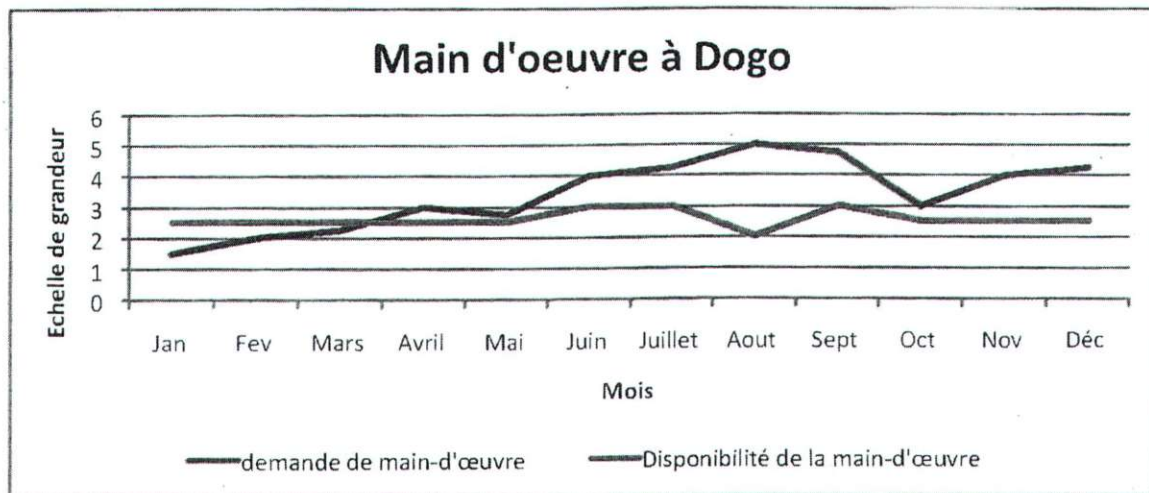 Main d'oeuvre à Dogo
Echelle de grandeur
6
5
4
3
2
1
0
Jan Fev Mars Avril Mai Juin Juillet Aout Sept Oct Nov Déc
Mois
demande de main-d'œuvre Disponibilité de la main-d'œuvre